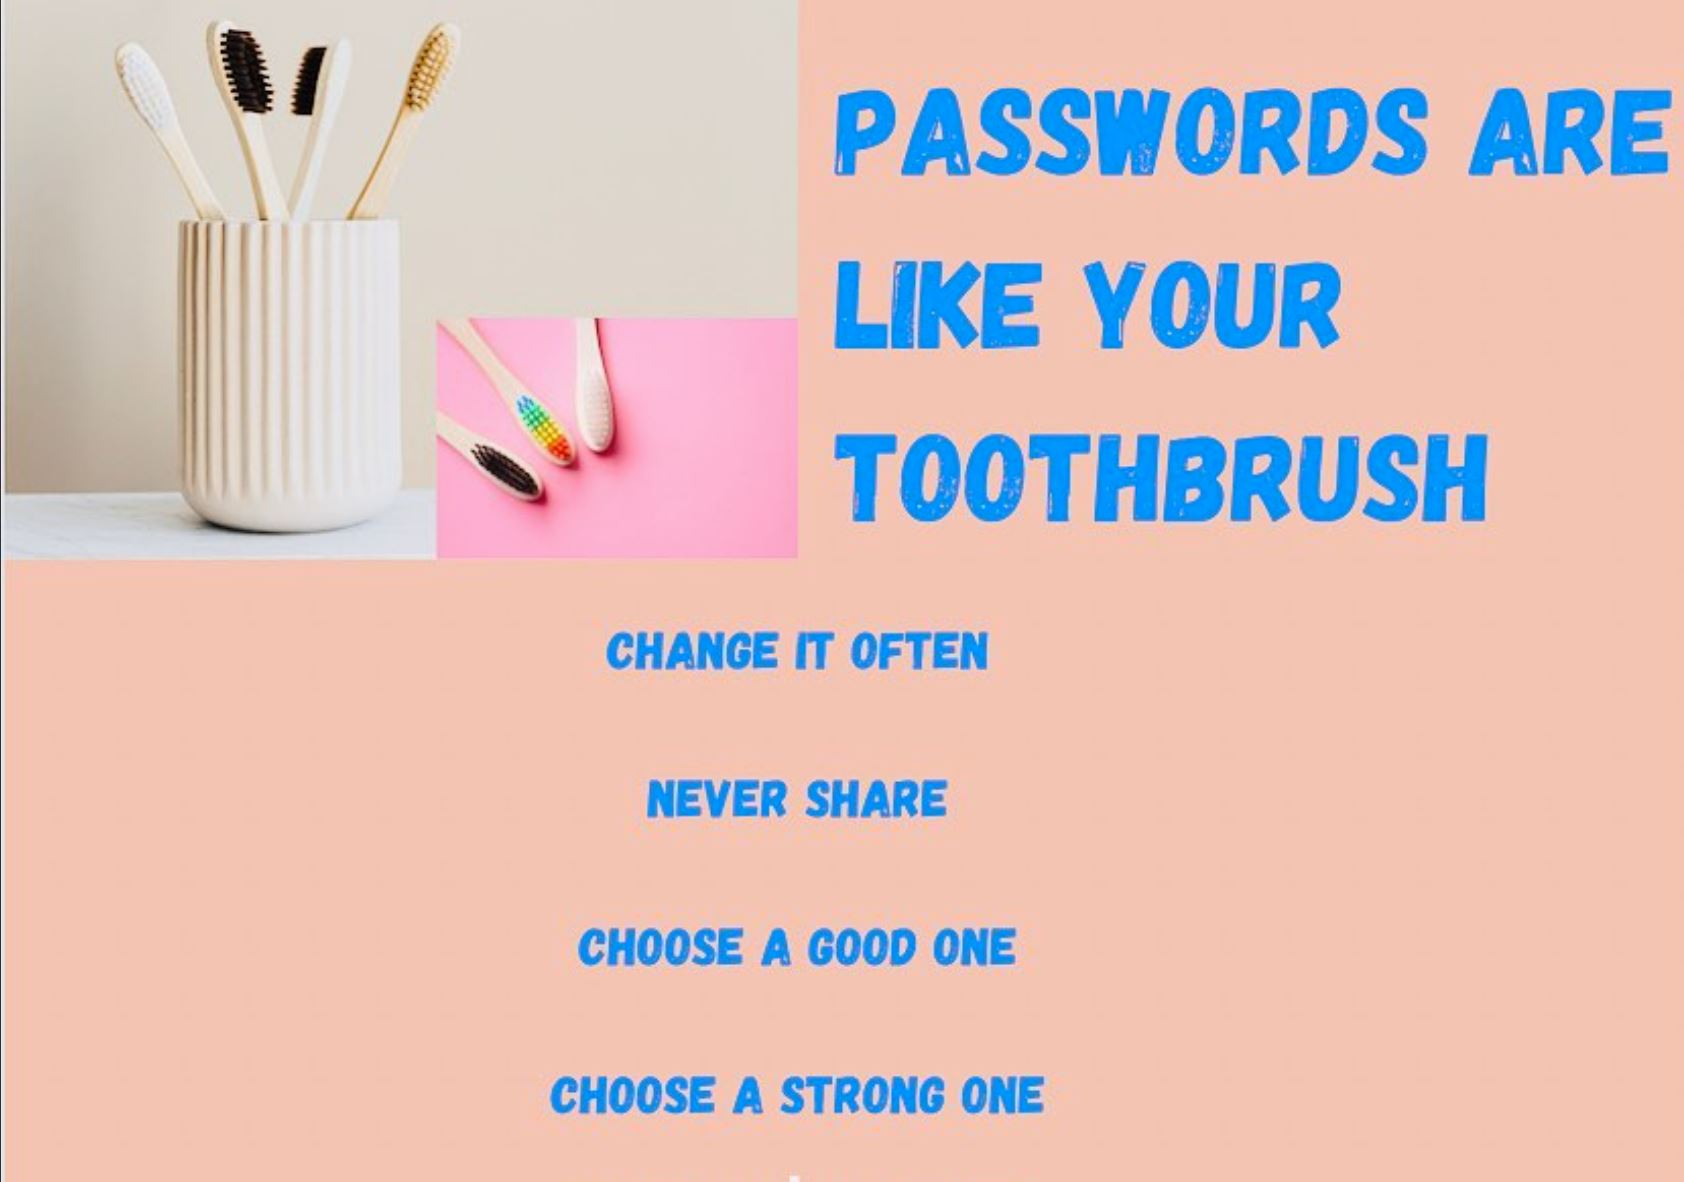 PASSWORDS ARE
LIKE YOUR
TOOTHBRUSH
CHANGE IT OFTEN
NEVER SHARE
CHOOSE A GOOD ONE
CHOOSE A STRONG ONE